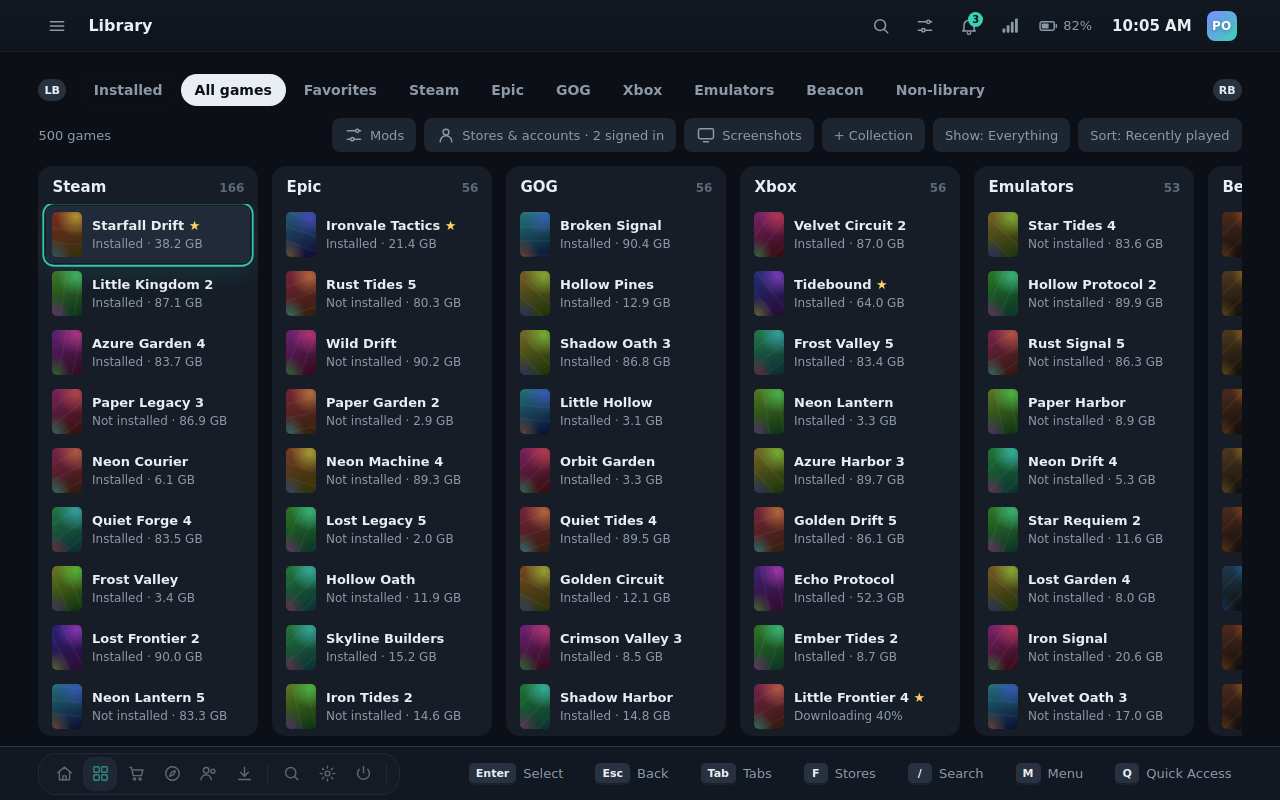 Library
3
82%
10:05 AM
PO
LB
Installed
All games
Favorites
Steam
Epic
GOG
Xbox
Emulators
Beacon
Non-library
RB
500 games
Mods
Stores & accounts · 2 signed in
Screenshots
+ Collection
Show: Everything
Sort: Recently played
Steam 166
Starfall Drift ★
Installed · 38.2 GB
Little Kingdom 2
Installed · 87.1 GB
Azure Garden 4
Installed · 83.7 GB
Paper Legacy 3
Not installed · 86.9 GB
Neon Courier
Installed · 6.1 GB
Quiet Forge 4
Installed · 83.5 GB
Frost Valley
Installed · 3.4 GB
Lost Frontier 2
Installed · 90.0 GB
Neon Lantern 5
Not installed · 83.3 GB
Epic 56
Ironvale Tactics ★
Installed · 21.4 GB
Rust Tides 5
Not installed · 80.3 GB
Wild Drift
Not installed · 90.2 GB
Paper Garden 2
Not installed · 2.9 GB
Neon Machine 4
Not installed · 89.3 GB
Lost Legacy 5
Not installed · 2.0 GB
Hollow Oath
Not installed · 11.9 GB
Skyline Builders
Installed · 15.2 GB
Iron Tides 2
Not installed · 14.6 GB
GOG 56
Broken Signal
Installed · 90.4 GB
Hollow Pines
Installed · 12.9 GB
Shadow Oath 3
Installed · 86.8 GB
Little Hollow
Installed · 3.1 GB
Orbit Garden
Installed · 3.3 GB
Quiet Tides 4
Installed · 89.5 GB
Golden Circuit
Installed · 12.1 GB
Crimson Valley 3
Installed · 8.5 GB
Shadow Harbor
Installed · 14.8 GB
Xbox 56
Velvet Circuit 2
Installed · 87.0 GB
Tidebound ★
Installed · 64.0 GB
Frost Valley 5
Installed · 83.4 GB
Neon Lantern
Installed · 3.3 GB
Azure Harbor 3
Installed · 89.7 GB
Golden Drift 5
Installed · 86.1 GB
Echo Protocol
Installed · 52.3 GB
Ember Tides 2
Installed · 8.7 GB
Little Frontier 4 ★
Downloading 40%
Emulators 53
Star Tides 4
Not installed · 83.6 GB
Hollow Protocol 2
Not installed · 89.9 GB
Rust Signal 5
Not installed · 86.3 GB
Paper Harbor
Not installed · 8.9 GB
Neon Drift 4
Not installed · 5.3 GB
Star Requiem 2
Not installed · 11.6 GB
Lost Garden 4
Not installed · 8.0 GB
Iron Signal
Not installed · 20.6 GB
Velvet Oath 3
Not installed · 17.0 GB
Be
Enter Select
Esc Back
Tab Tabs
F Stores
/ Search
M Menu
Q Quick Access